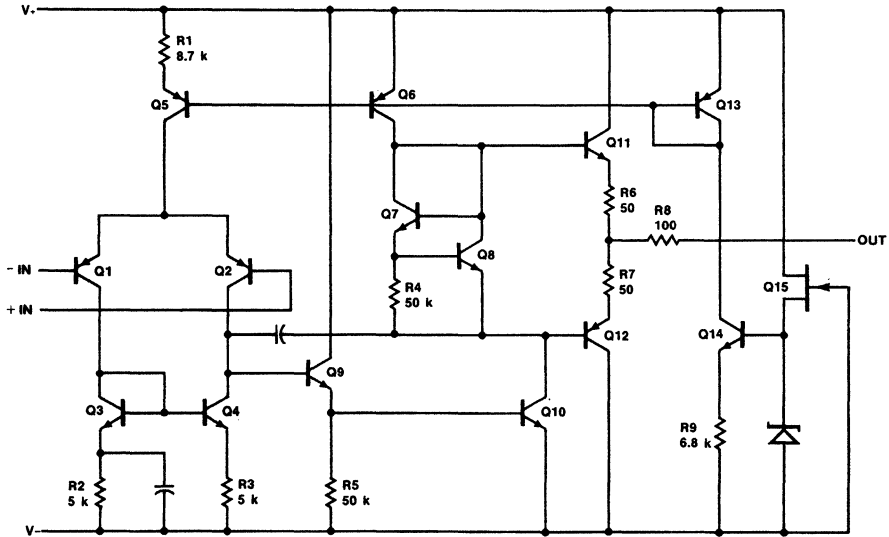 V+
R1
8.7 k
Q5
Q6
Q13
Q11
R6
50
R8
100
Q7
OUT
- IN
Q1
Q2
Q8
R7
50
Q15
+ IN
R4
50 k
Q12
Q14
Q9
Q3
Q4
Q10
R9
6.8 k
R2
5 k
R3
5 k
R5
50 k
V-